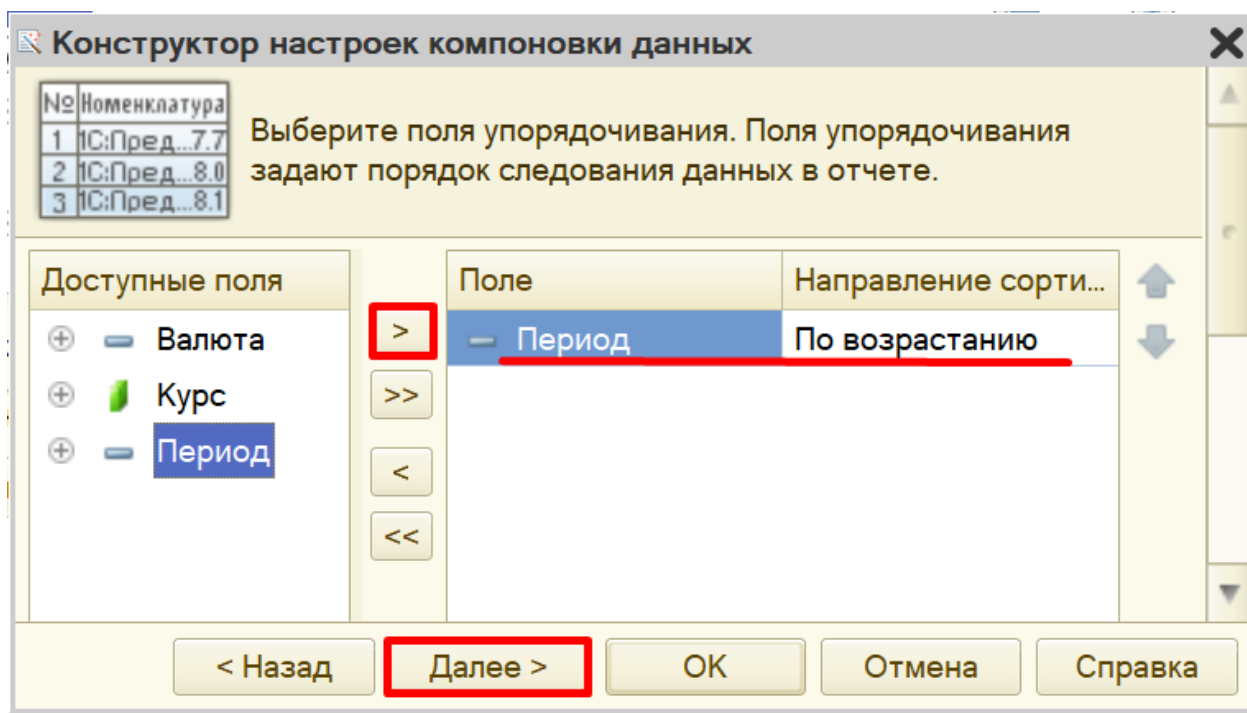 Конструктор настроек компоновки данных
№ Номенклатура
1 1С:Пред...7.7
2 1С:Пред...8.0
3 1С:Пред...8.1
Выберите поля упорядочивания. Поля упорядочивания
задают порядок следования данных в отчете.
Доступные поля
Валюта
Курс
Период
>
>>
<
<<
Поле Направление сорти...
Период По возрастанию
< Назад Далее > OK Отмена Справка